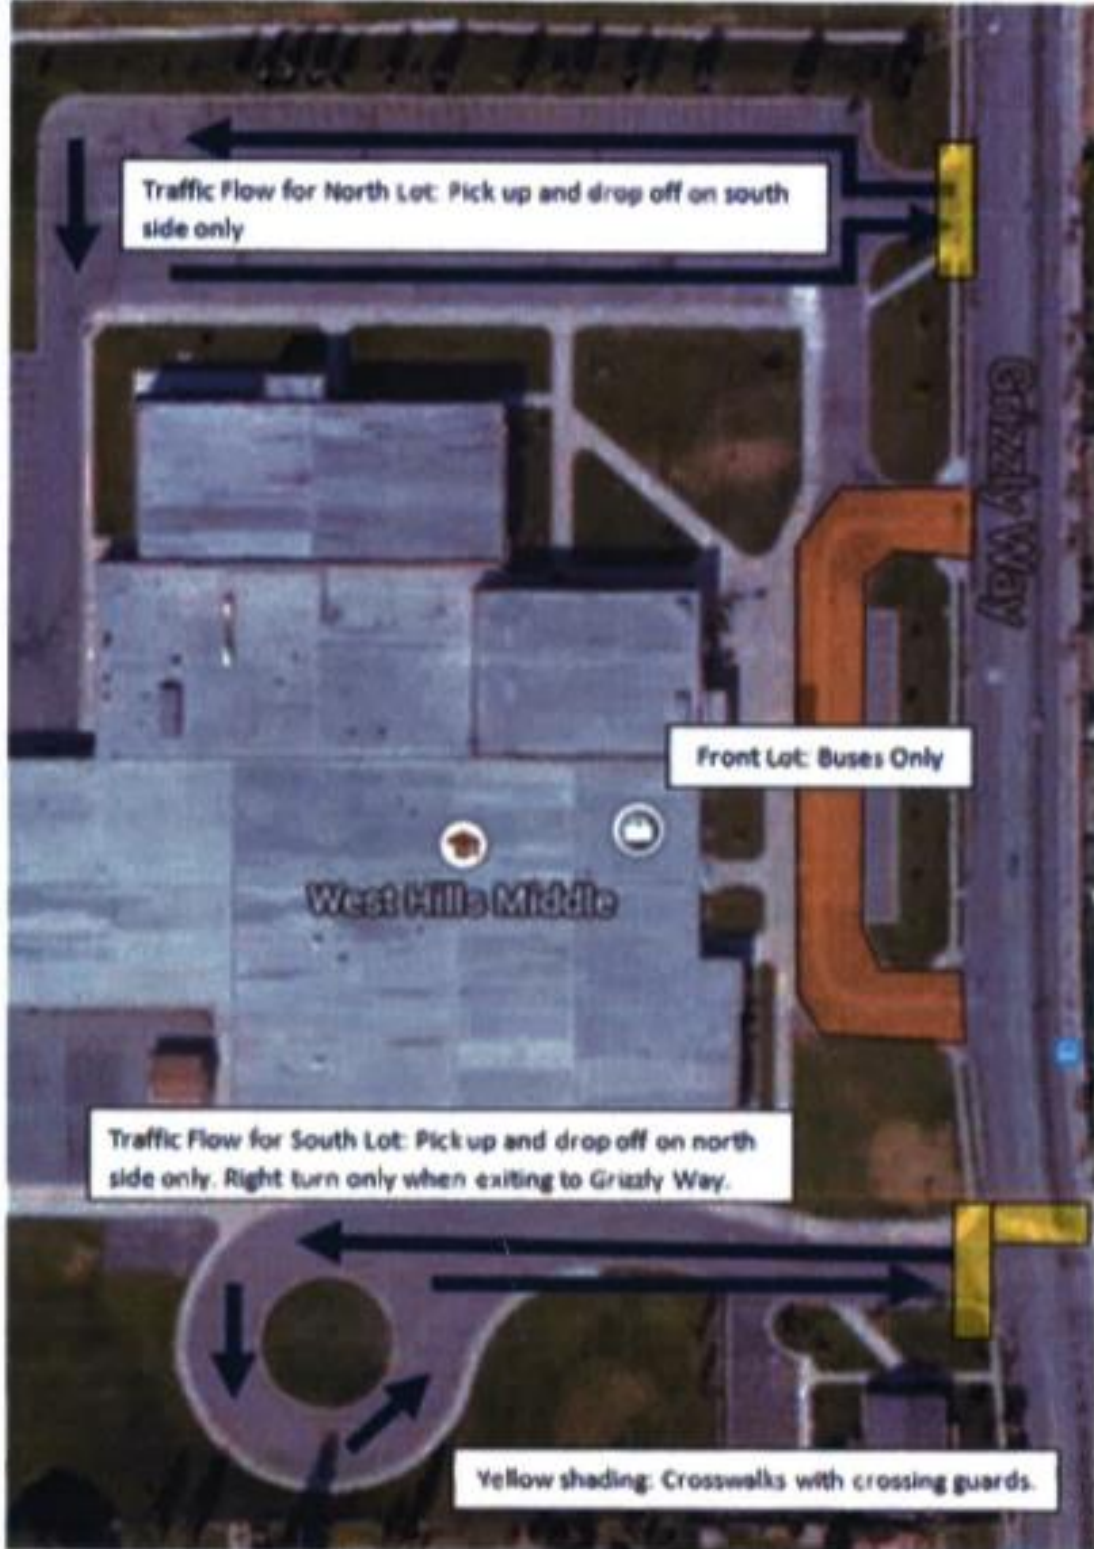 Traffic Flow for North Lot: Pick up and drop off on south
side only
Grizzly Way
Front Lot: Buses Only
West Hills Middle
Traffic Flow for South Lot: Pick up and drop off on north
side only. Right turn only when exiting to Grizzly Way.
Yellow shading: Crosswalks with crossing guards.